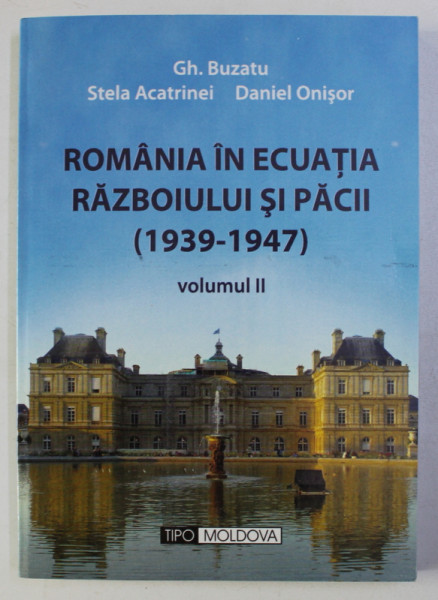 Gh. Buzatu
Stela Acatrinei Daniel Onişor
ROMÂNIA ÎN ECUAŢIA
RĂZBOIULUI ŞI PĂCII
(1939-1947)
volumul II
TIPO MOLDOVA